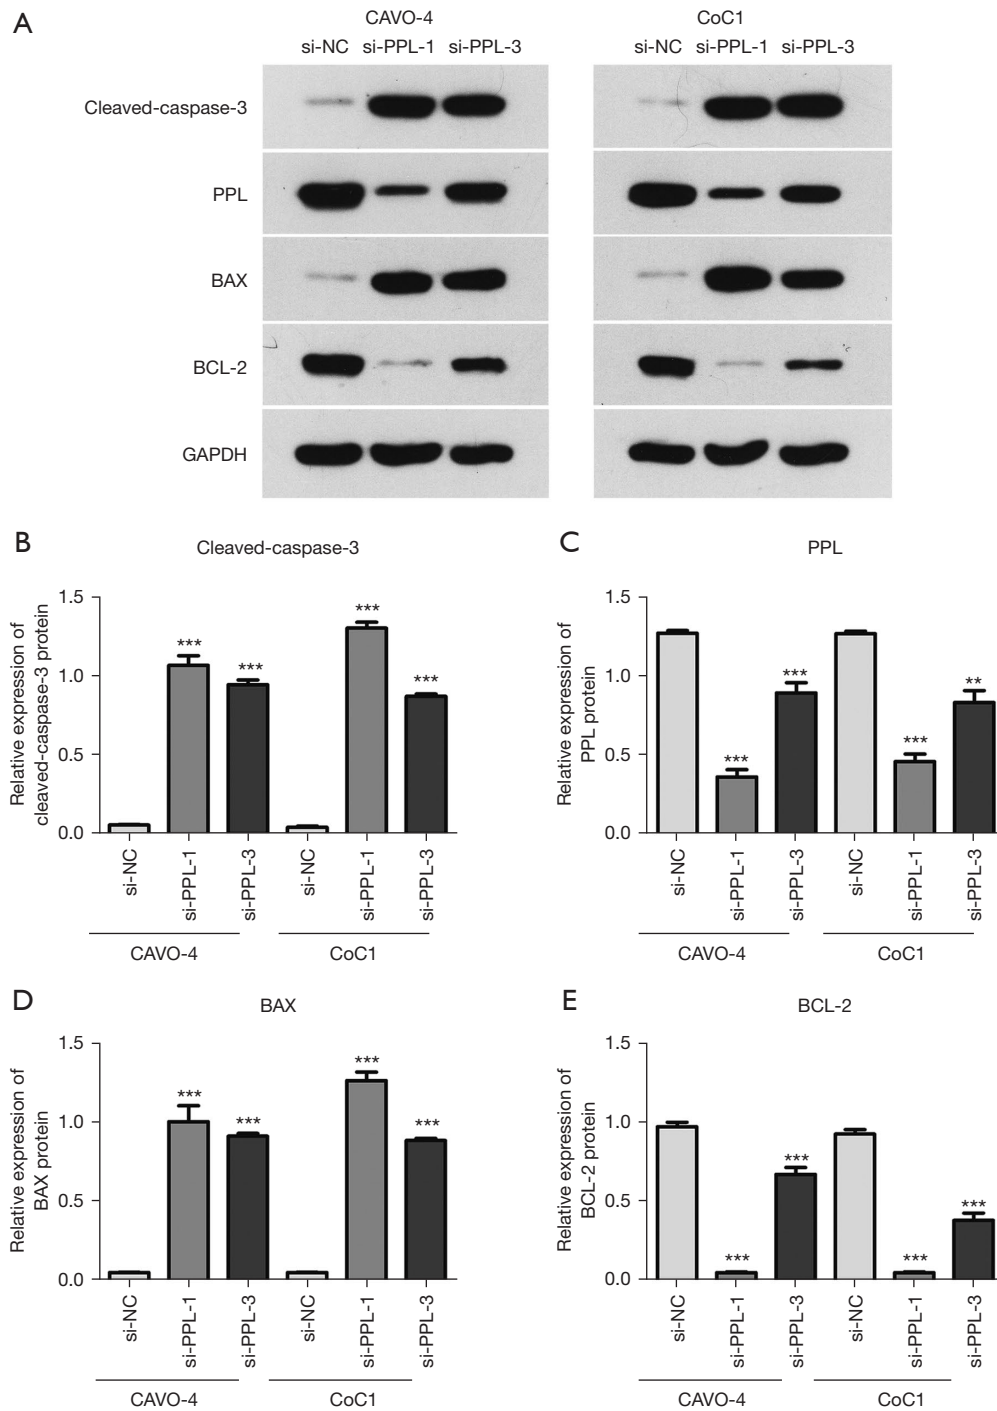 A
CAVO-4
CoC1
si-NC si-PPL-1 si-PPL-3
si-NC si-PPL-1 si-PPL-3
Cleaved-caspase-3
PPL
BAX
BCL-2
GAPDH
B
Cleaved-caspase-3
Relative expression of
cleaved-caspase-3 protein
1.5
1.0
0.5
0.0
***
***
***
***
si-NC
si-PPL-1
si-PPL-3
si-NC
si-PPL-1
si-PPL-3
CAVO-4
CoC1
C
PPL
Relative expression of
PPL protein
1.5
1.0
0.5
0.0
***
***
***
**
si-NC
si-PPL-1
si-PPL-3
si-NC
si-PPL-1
si-PPL-3
CAVO-4
CoC1
D
BAX
Relative expression of
BAX protein
1.5
1.0
0.5
0.0
***
***
***
***
si-NC
si-PPL-1
si-PPL-3
si-NC
si-PPL-1
si-PPL-3
CAVO-4
CoC1
E
BCL-2
Relative expression of
BCL-2 protein
1.5
1.0
0.5
0.0
***
***
***
***
si-NC
si-PPL-1
si-PPL-3
si-NC
si-PPL-1
si-PPL-3
CAVO-4
CoC1